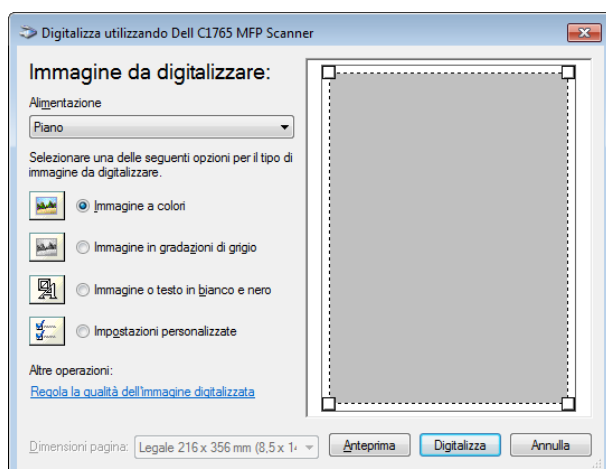 Digitalizza utilizzando Dell C1765 MFP Scanner
Immagine da digitalizzare:
Alimentazione
Piano
Selezionare una delle seguenti opzioni per il tipo di
immagine da digitalizzare.
Immagine a colori
Immagine in gradazioni di grigio
Immagine o testo in bianco e nero
Impostazioni personalizzate
Altre operazioni:
Regola la qualità dell'immagine digitalizzata
Dimensioni pagina: Legale 216 x 356 mm (8,5 x 14
Anteprima Digitalizza Annulla